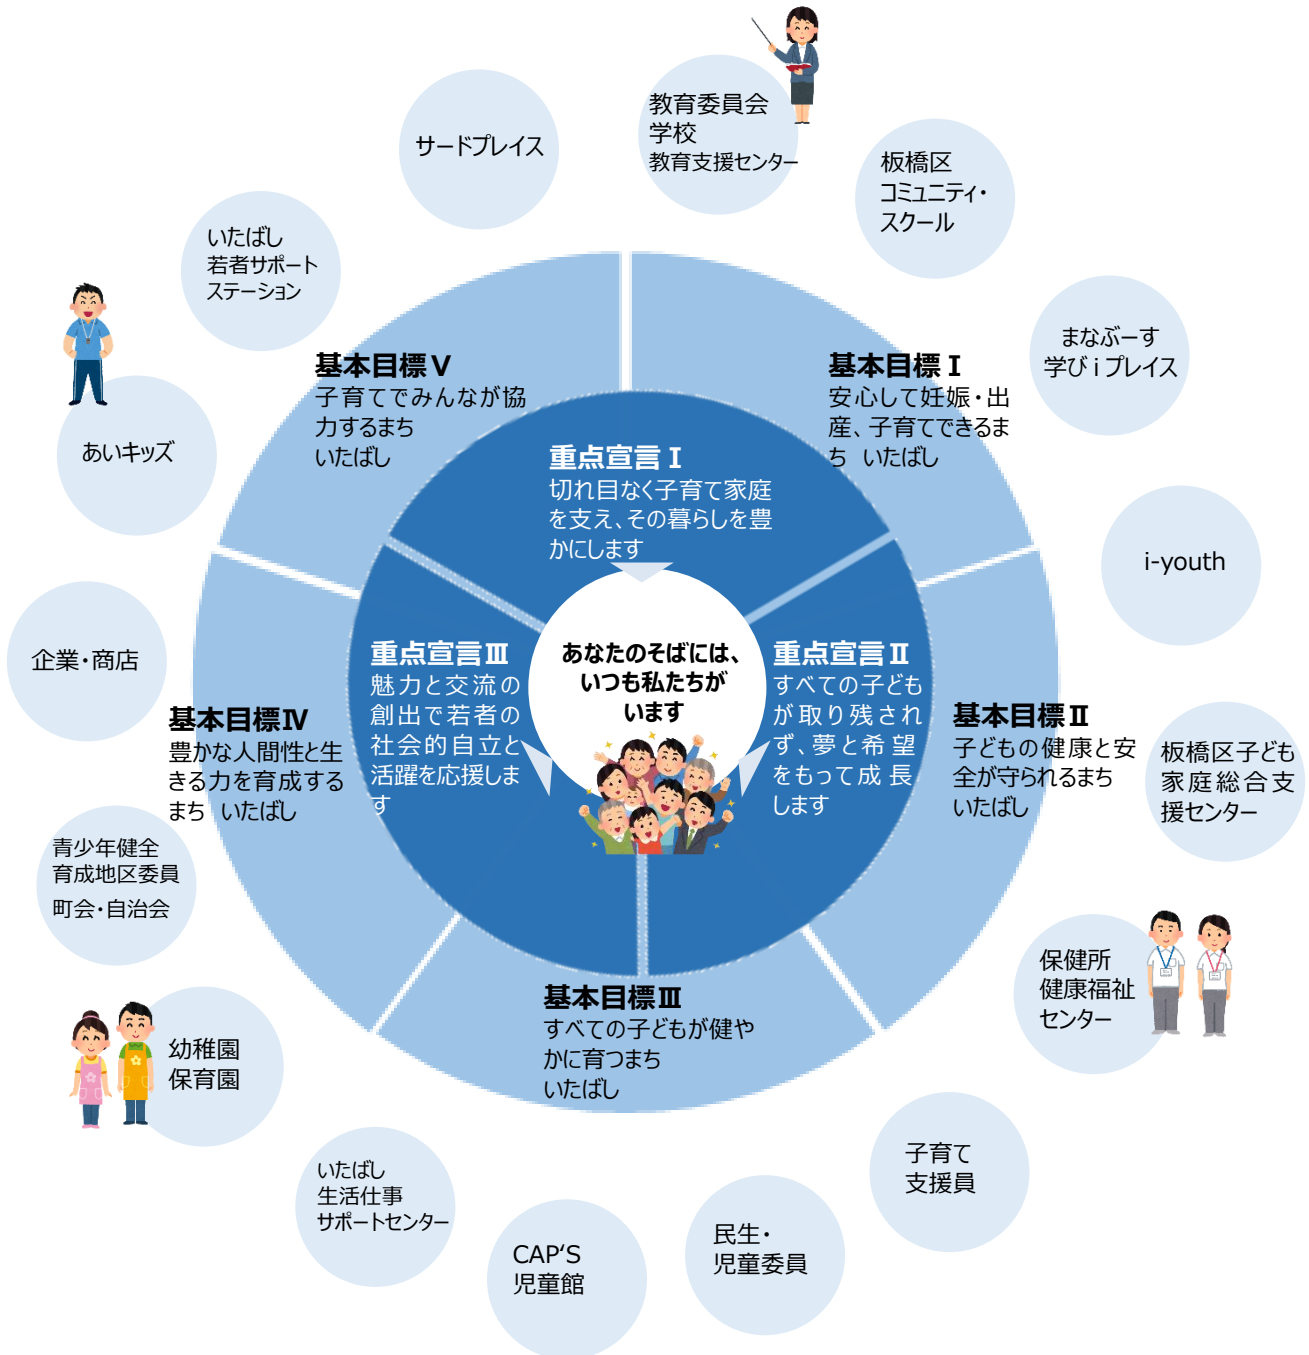 教育委員会
学校
教育支援センター
サードプレイス
板橋区
コミュニティ・
スクール
いたばし
若者サポート
ステーション
まなぶーす
学びiプレイス
あいキッズ
i-youth
企業・商店
板橋区子ども
家庭総合支
援センター
青少年健全
育成地区委員
町会・自治会
保健所
健康福祉
センター
幼稚園
保育園
子育て
支援員
いたばし
生活仕事
サポートセンター
民生・
児童委員
CAP‘S
児童館
基本目標Ⅴ
子育てでみんなが協
力するまち
いたばし
基本目標Ⅰ
安心して妊娠・出
産、子育てできるま
ち　いたばし
重点宣言Ⅰ
切れ目なく子育て家庭
を支え、その暮らしを豊
かにします
重点宣言Ⅲ
魅力と交流の
創出で若者の
社会的自立と
活躍を応援しま
す
あなたのそばには、
いつも私たちが
います
重点宣言Ⅱ
すべての子ども
が取り残され
ず、夢と希望
をもって成長
します
基本目標Ⅳ
豊かな人間性と生
きる力を育成する
まち　いたばし
基本目標Ⅱ
子どもの健康と安
全が守られるまち
いたばし
基本目標Ⅲ
すべての子どもが健や
かに育つまち
いたばし